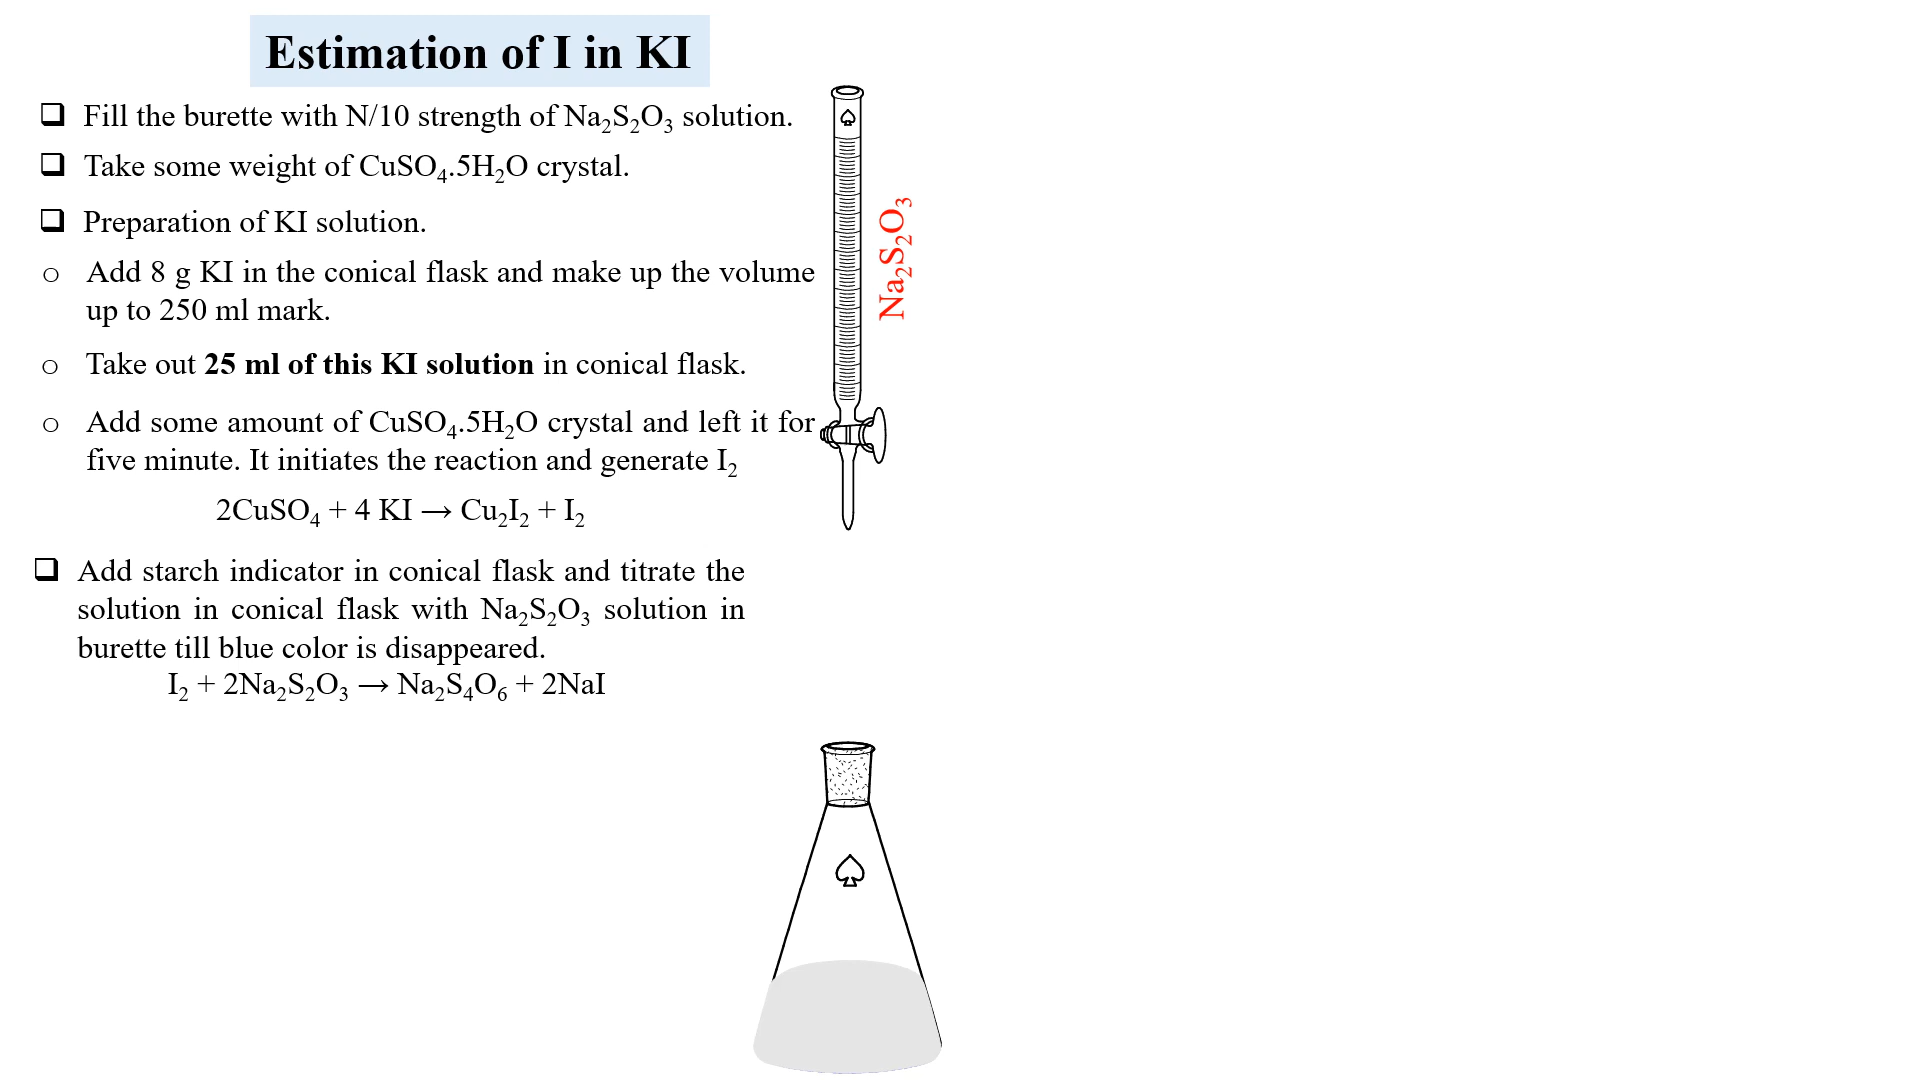 Estimation of I in KI
❑ Fill the burette with N/10 strength of Na₂S₂O₃ solution.
❑ Take some weight of CuSO₄.5H₂O crystal.
❑ Preparation of KI solution.
o Add 8 g KI in the conical flask and make up the volume
up to 250 ml mark.
o Take out 25 ml of this KI solution in conical flask.
o Add some amount of CuSO₄.5H₂O crystal and left it for
five minute. It initiates the reaction and generate I₂
2CuSO₄ + 4 KI → Cu₂I₂ + I₂
❑ Add starch indicator in conical flask and titrate the
solution in conical flask with Na₂S₂O₃ solution in
burette till blue color is disappeared.
I₂ + 2Na₂S₂O₃ → Na₂S₄O₆ + 2NaI
Na₂S₂O₃